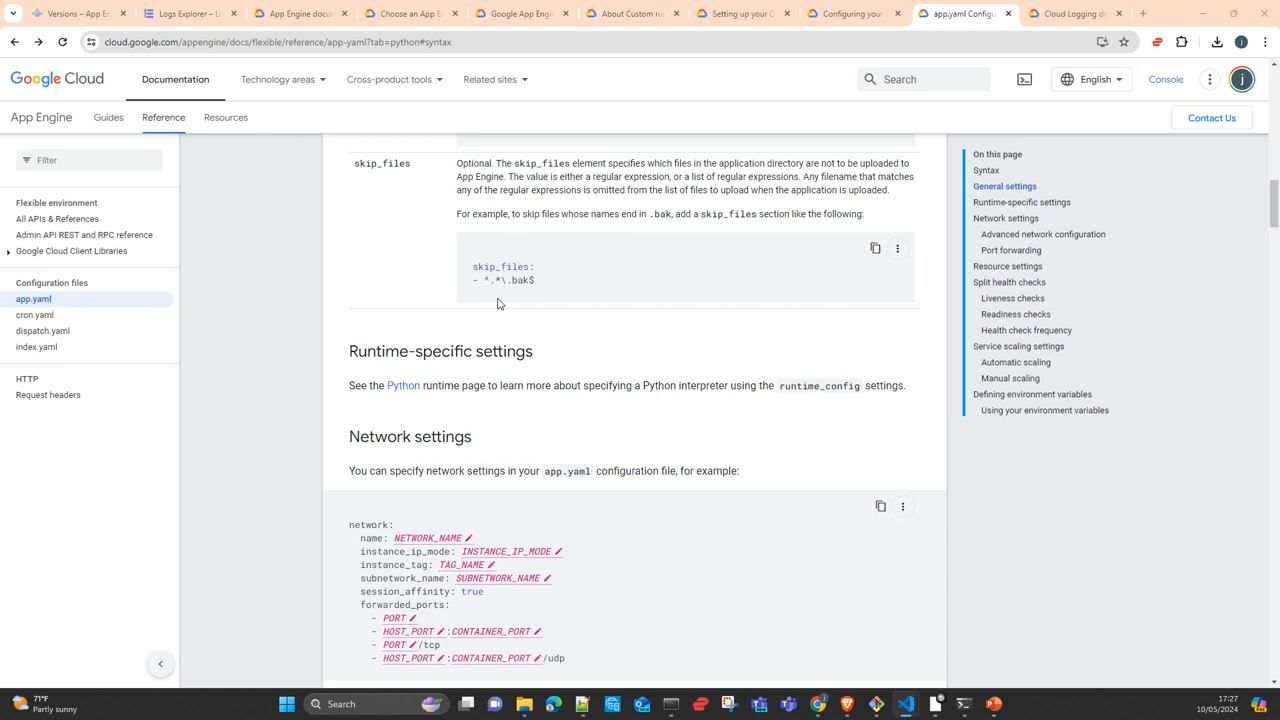 Versions – App En
Logs Explorer – Lo
App Engine docum
Choose an App En
Google App Engin
About Custom run
Setting up your G
Configuring your
app.yaml Configu
Cloud Logging do
cloud.google.com/appengine/docs/flexible/reference/app-yaml?tab=python#syntax
j
Google Cloud
Documentation
Technology areas
Cross-product tools
Related sites
Search
English
Console
j
App Engine
Guides
Reference
Resources
Contact Us
Filter
Flexible environment
All APIs & References
Admin API REST and RPC reference
Google Cloud Client Libraries
Configuration files
app.yaml
cron.yaml
dispatch.yaml
index.yaml
HTTP
Request headers
skip_files
Optional. The skip_files element specifies which files in the application directory are not to be uploaded to
App Engine. The value is either a regular expression, or a list of regular expressions. Any filename that matches
any of the regular expressions is omitted from the list of files to upload when the application is uploaded.
For example, to skip files whose names end in .bak, add a skip_files section like the following:
skip_files:
- ^.*\.bak$
Runtime-specific settings
See the Python runtime page to learn more about specifying a Python interpreter using the runtime_config settings.
Network settings
You can specify network settings in your app.yaml configuration file, for example:
network:
name: NETWORK_NAME
instance_ip_mode: INSTANCE_IP_MODE
instance_tag: TAG_NAME
subnetwork_name: SUBNETWORK_NAME
session_affinity: true
forwarded_ports:
- PORT
- HOST_PORT:CONTAINER_PORT
- PORT/tcp
- HOST_PORT:CONTAINER_PORT/udp
On this page
Syntax
General settings
Runtime-specific settings
Network settings
Advanced network configuration
Port forwarding
Resource settings
Split health checks
Liveness checks
Readiness checks
Health check frequency
Service scaling settings
Automatic scaling
Manual scaling
Defining environment variables
Using your environment variables
71°F
Partly sunny
Search
17:27
10/05/2024